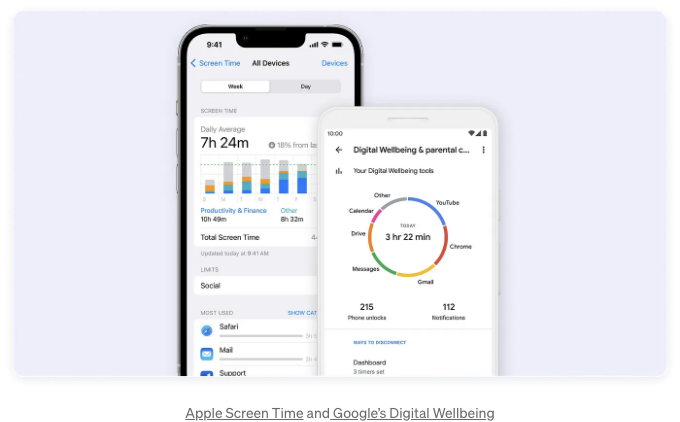 9:41
Screen Time
All Devices
Devices
Week
Day
SCREEN TIME
Daily Average
7h 24m
18% from
S M T W T F
Productivity & Finance
Other
10h 49m
8h 32m
Total Screen Time
Updated today at 9:41 AM
LIMITS
Social
MOST USED
SHOW
Safari
Mail
Support
10:00
Digital Wellbeing & parental c...
Your Digital Wellbeing tools
Other
YouTube
Calendar
TODAY
Drive
3 hr 22 min
Chrome
Messages
Gmail
215
112
Phone unlocks
Notifications
WAYS TO DISCONNECT
Dashboard
3 timers set
Apple Screen Time and Google's Digital Wellbeing